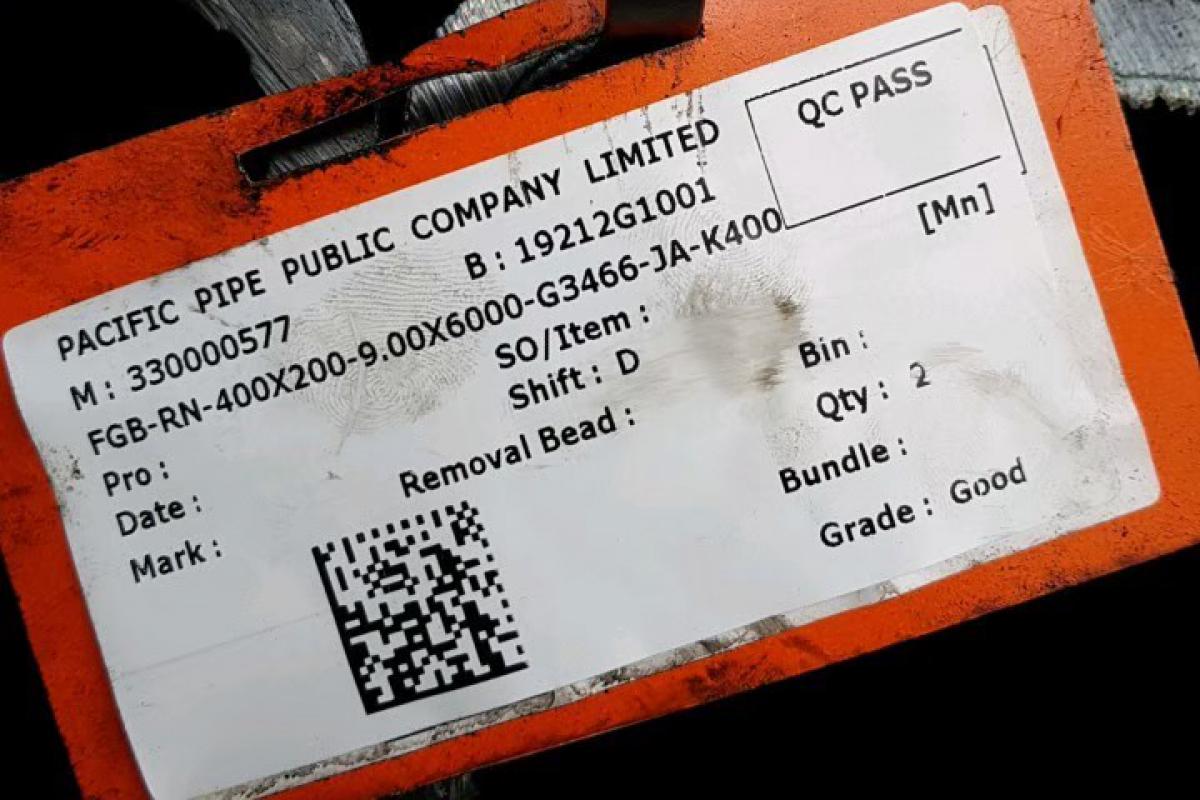 QC PASS
PACIFIC PIPE PUBLIC COMPANY LIMITED
M : 330000577 B : 19212G1001
FGB-RN-400X200-9.00X6000-G3466-JA-K400 [Mn]
Pro : SO/Item :
Date : Shift : D Bin :
Mark : Removal Bead : Qty : 2
Bundle :
Grade : Good